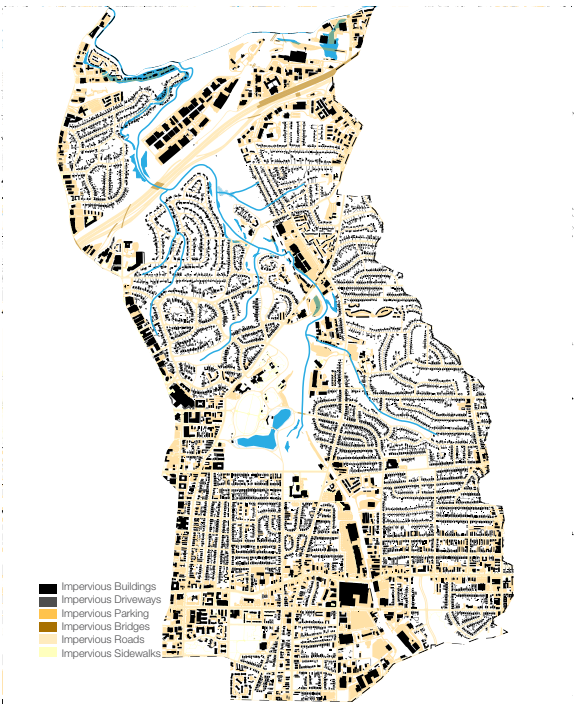 Impervious Buildings
Impervious Driveways
Impervious Parking
Impervious Bridges
Impervious Roads
Impervious Sidewalks